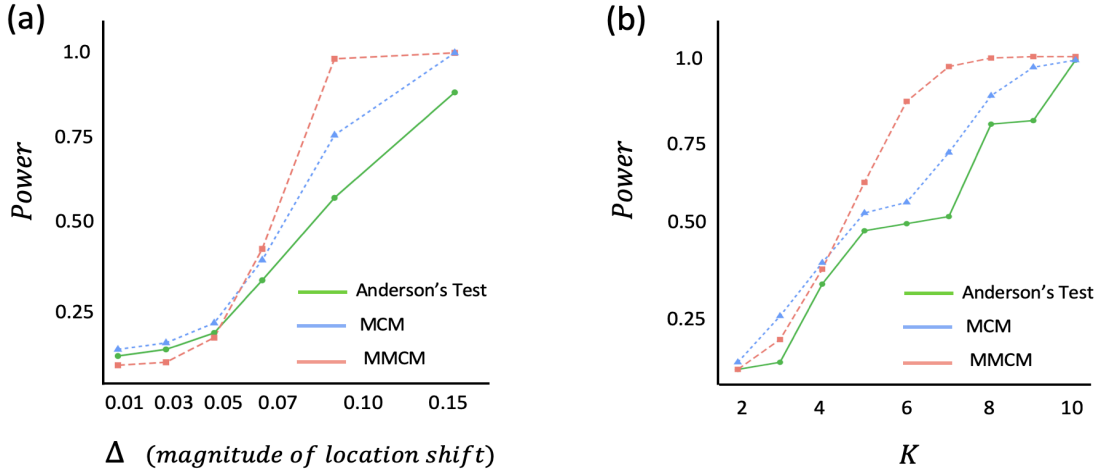 (a)
Power
1.0
0.75
0.50
0.25
Anderson's Test
MCM
MMCM
0.01 0.03 0.05 0.07 0.10 0.15
Δ (magnitude of location shift)
(b)
Power
1.0
0.75
0.50
0.25
Anderson's Test
MCM
MMCM
2 4 6 8 10
K